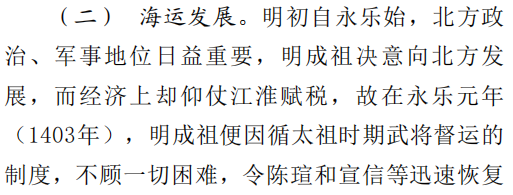 （二） 海运发展。明初自永乐始，北方政
治、军事地位日益重要，明成祖决意向北方发
展，而经济上却仰仗江淮赋税，故在永乐元年
（1403年），明成祖便因循太祖时期武将督运的
制度，不顾一切困难，令陈瑄和宣信等迅速恢复